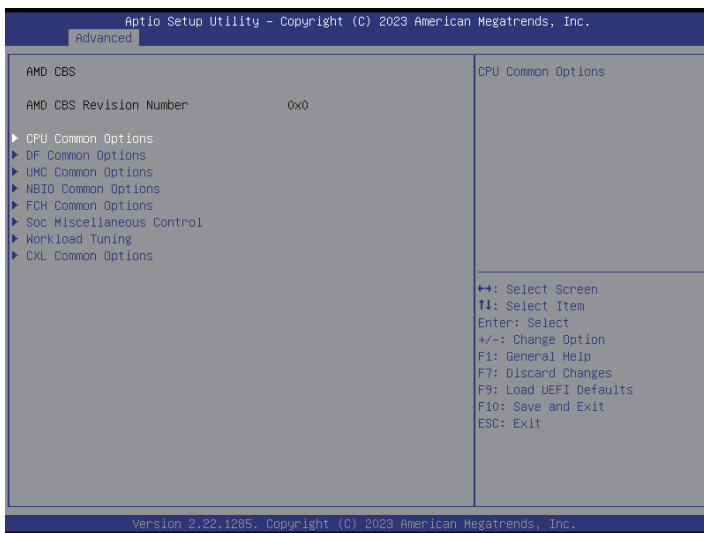 Aptio Setup Utility – Copyright (C) 2023 American Megatrends, Inc.
Advanced
AMD CBS
AMD CBS Revision Number 0x0
CPU Common Options
DF Common Options
UMC Common Options
NBIO Common Options
FCH Common Options
Soc Miscellaneous Control
Workload Tuning
CXL Common Options
CPU Common Options
↔: Select Screen
↑↓: Select Item
Enter: Select
+/-: Change Option
F1: General Help
F7: Discard Changes
F9: Load UEFI Defaults
F10: Save and Exit
ESC: Exit
Version 2.22.1285. Copyright (C) 2023 American Megatrends, Inc.